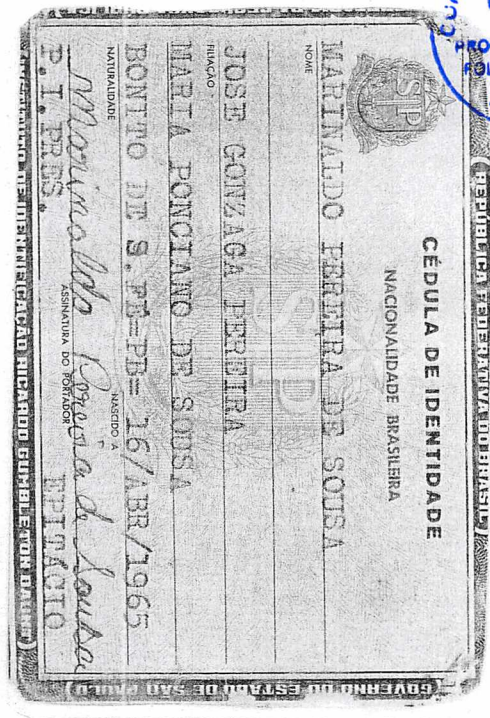 REPÚBLICA FEDERATIVA DO BRASIL
CÉDULA DE IDENTIDADE
NACIONALIDADE BRASILEIRA
NOME
MARINALDO PEREIRA DE SOUSA
FILIAÇÃO
JOSE GONZAGA PEREIRA
MARIA PONCIANO DE SOUSA
NATURALIDADE
NASCIDO A
BONITO DE S.FÉ=PB= 16/ABR/1965
Marinaldo Pereira de Sousa
ASSINATURA DO PORTADOR
P.I. PRES. EPITACIO
INSTITUTO DE IDENTIFICAÇÃO RICARDO GUMBLETON DAUNT
GOVERNO DO ESTADO DE SÃO PAULO